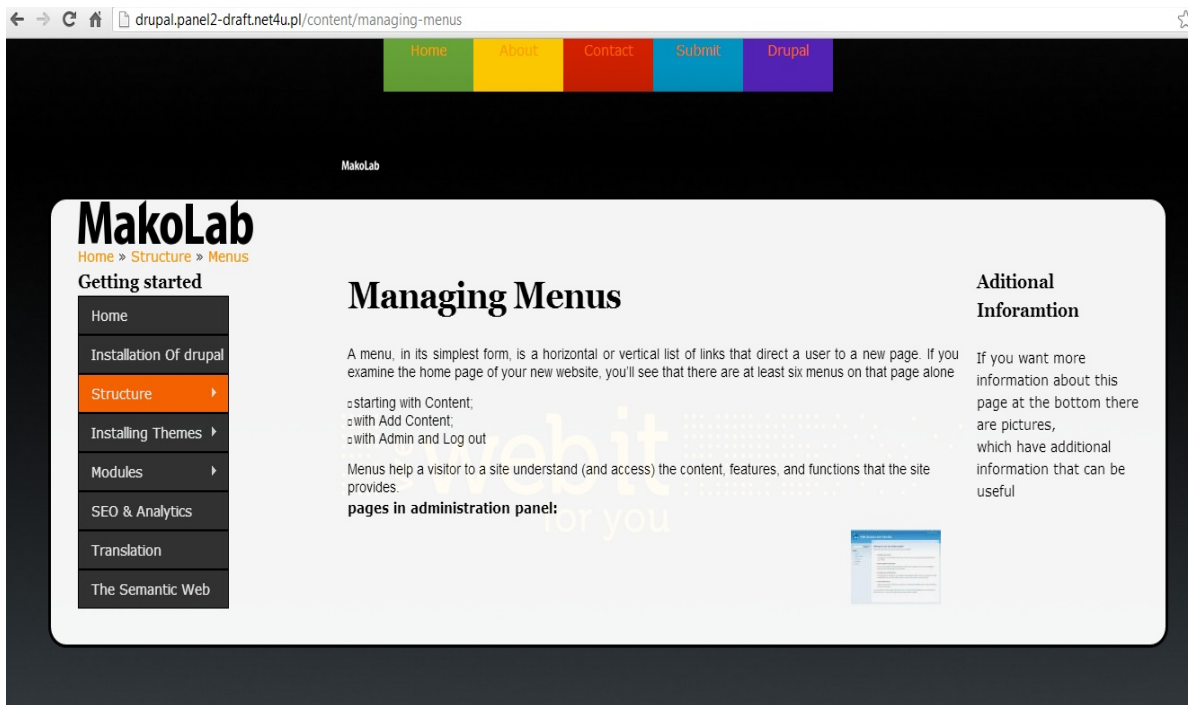 drupal.panel2-draft.net4u.pl/content/managing-menus
Home About Contact Submit Drupal
MakoLab
MakoLab
Home » Structure » Menus
Getting started
Home
Installation Of drupal
Structure
Installing Themes
Modules
SEO & Analytics
Translation
The Semantic Web
Managing Menus
A menu, in its simplest form, is a horizontal or vertical list of links that direct a user to a new page. If you
examine the home page of your new website, you'll see that there are at least six menus on that page alone
starting with Content;
with Add Content;
with Admin and Log out
Menus help a visitor to a site understand (and access) the content, features, and functions that the site
provides.
pages in administration panel:
webit
for you
Aditional
Inforamtion
If you want more
information about this
page at the bottom there
are pictures,
which have additional
information that can be
useful